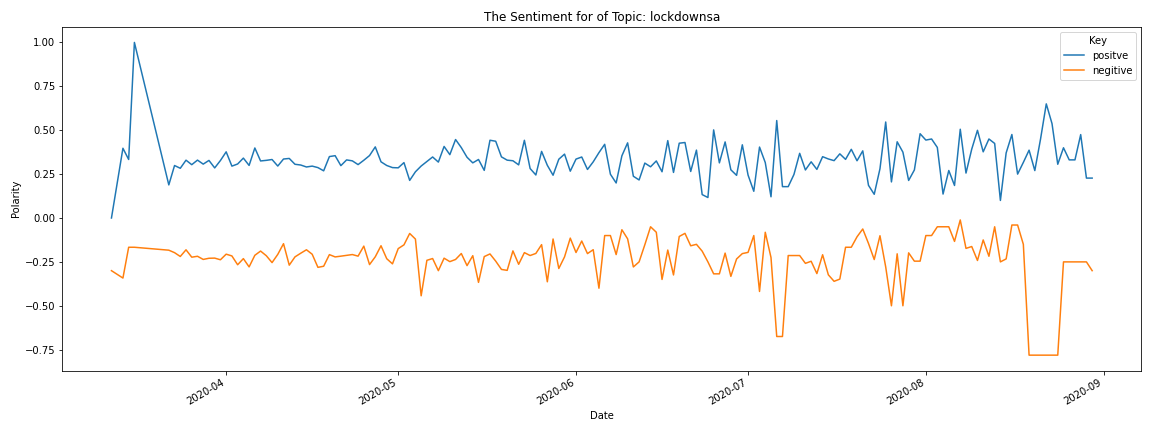 The Sentiment for of Topic: lockdownsa
Key
positve
negitive
1.00
0.75
0.50
0.25
0.00
−0.25
−0.50
−0.75
Polarity
2020-04
2020-05
2020-06
2020-07
2020-08
2020-09
Date